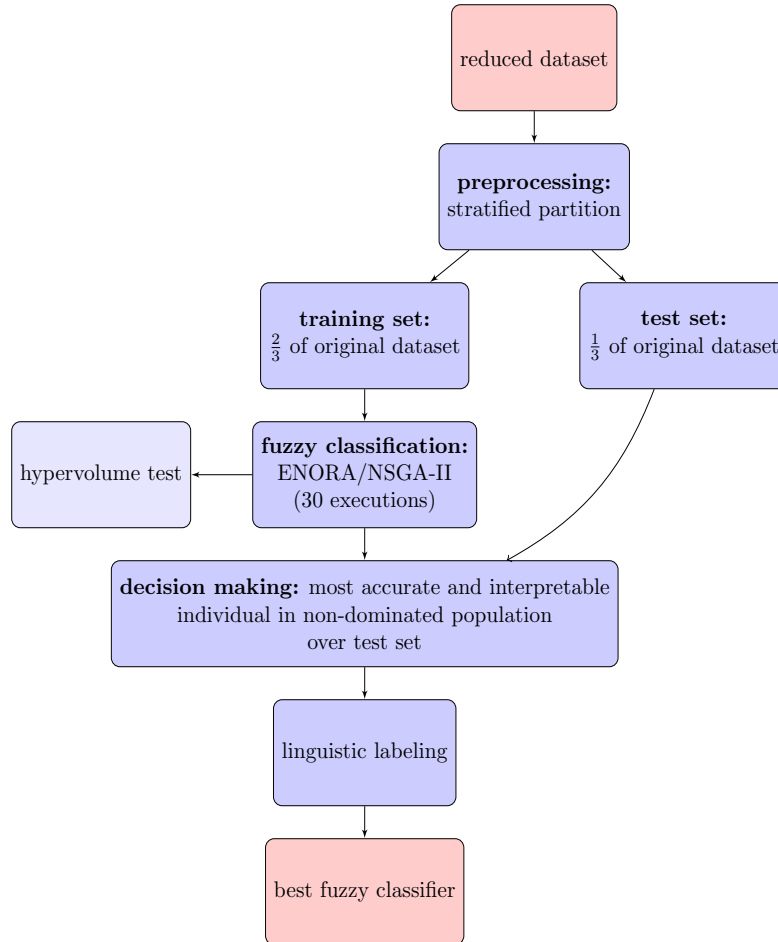 reduced dataset
preprocessing:
stratified partition
training set:
2/3 of original dataset
test set:
1/3 of original dataset
hypervolume test
fuzzy classification:
ENORA/NSGA-II
(30 executions)
decision making: most accurate and interpretable
individual in non-dominated population
over test set
linguistic labeling
best fuzzy classifier